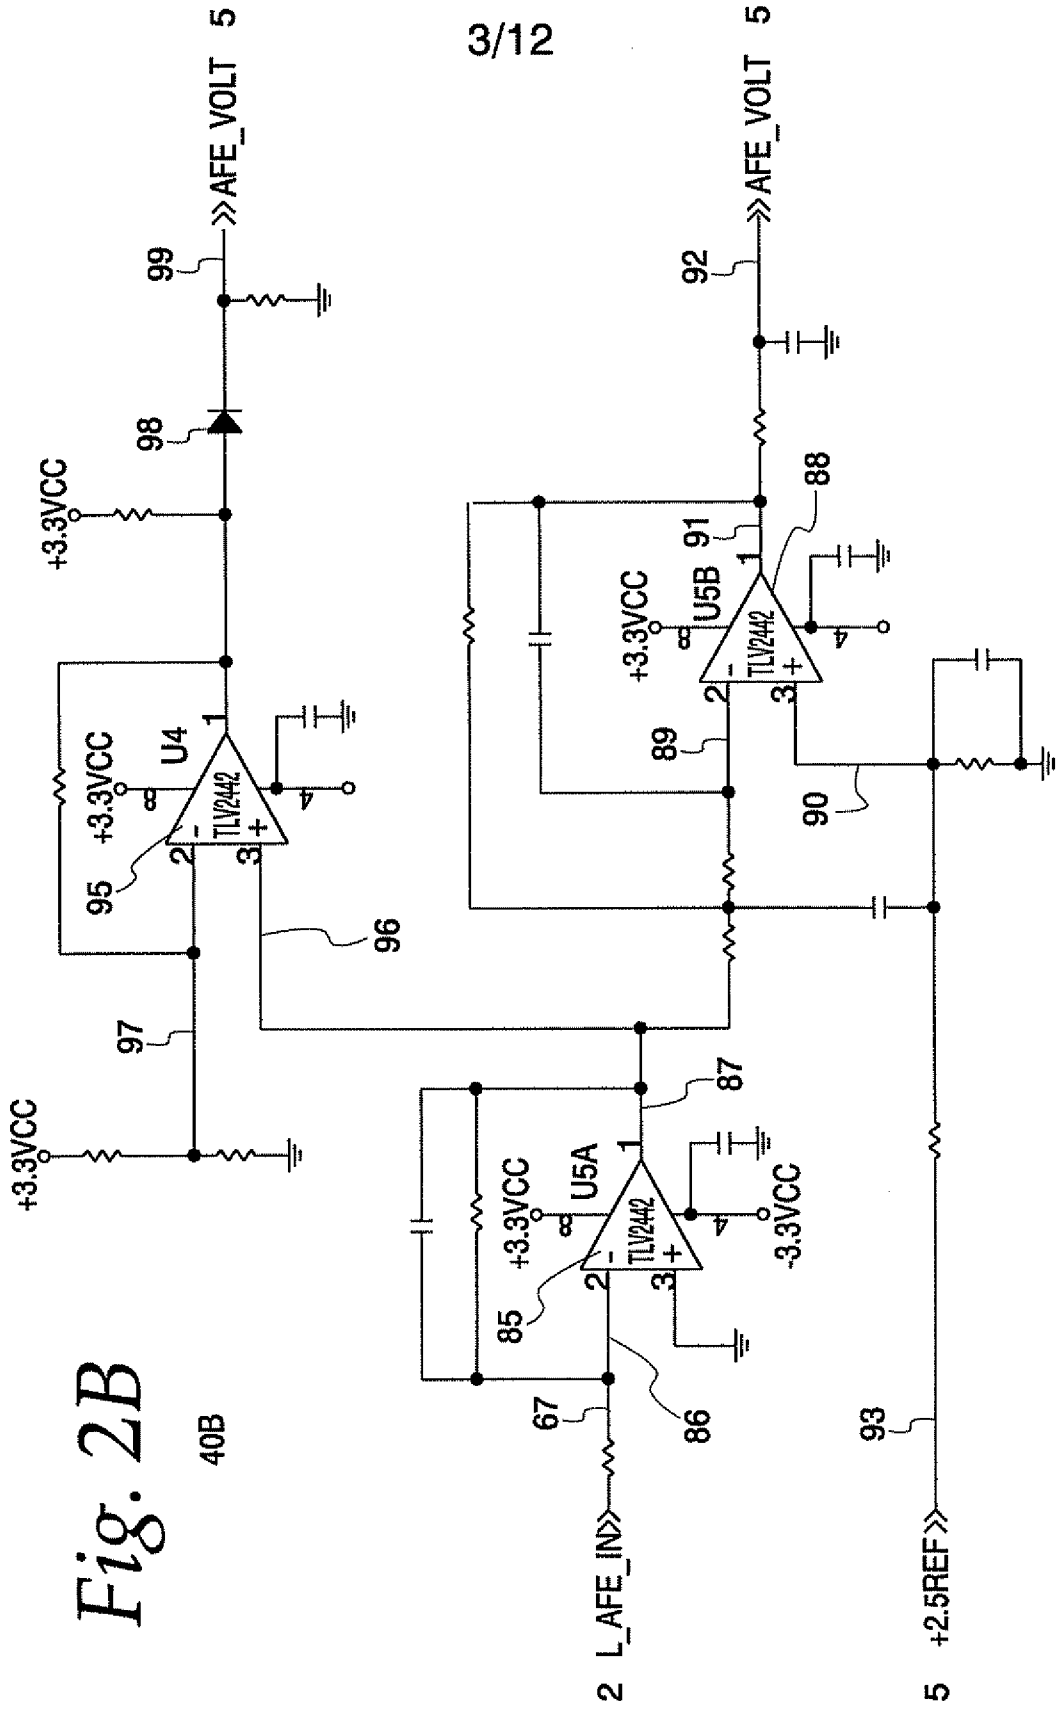 3/12
Fig. 2B
40B
+3.3VCC
97
95
+3.3VCC
8
U4
2
-
TLV2442
3
+
1
4
96
+3.3VCC
98
99
AFE_VOLT 5
2 L_AFE_IN
67
86
85
+3.3VCC
8
U5A
2
-
TLV2442
3
+
1
4
-3.3VCC
87
89
+3.3VCC
8
U5B
2
-
TLV2442
3
+
1
4
90
91
88
92
AFE_VOLT 5
5 +2.5REF
93